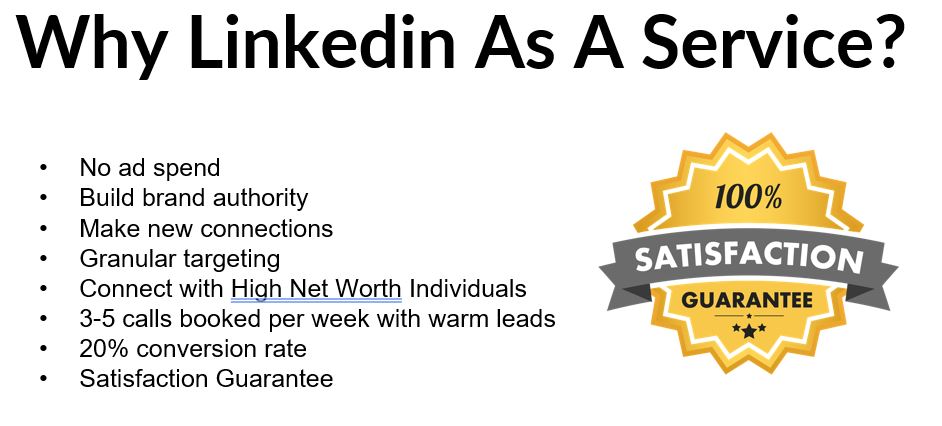 Why Linkedin As A Service?
• No ad spend
• Build brand authority
• Make new connections
• Granular targeting
• Connect with High Net Worth Individuals
• 3-5 calls booked per week with warm leads
• 20% conversion rate
• Satisfaction Guarantee
100%
SATISFACTION
GUARANTEE